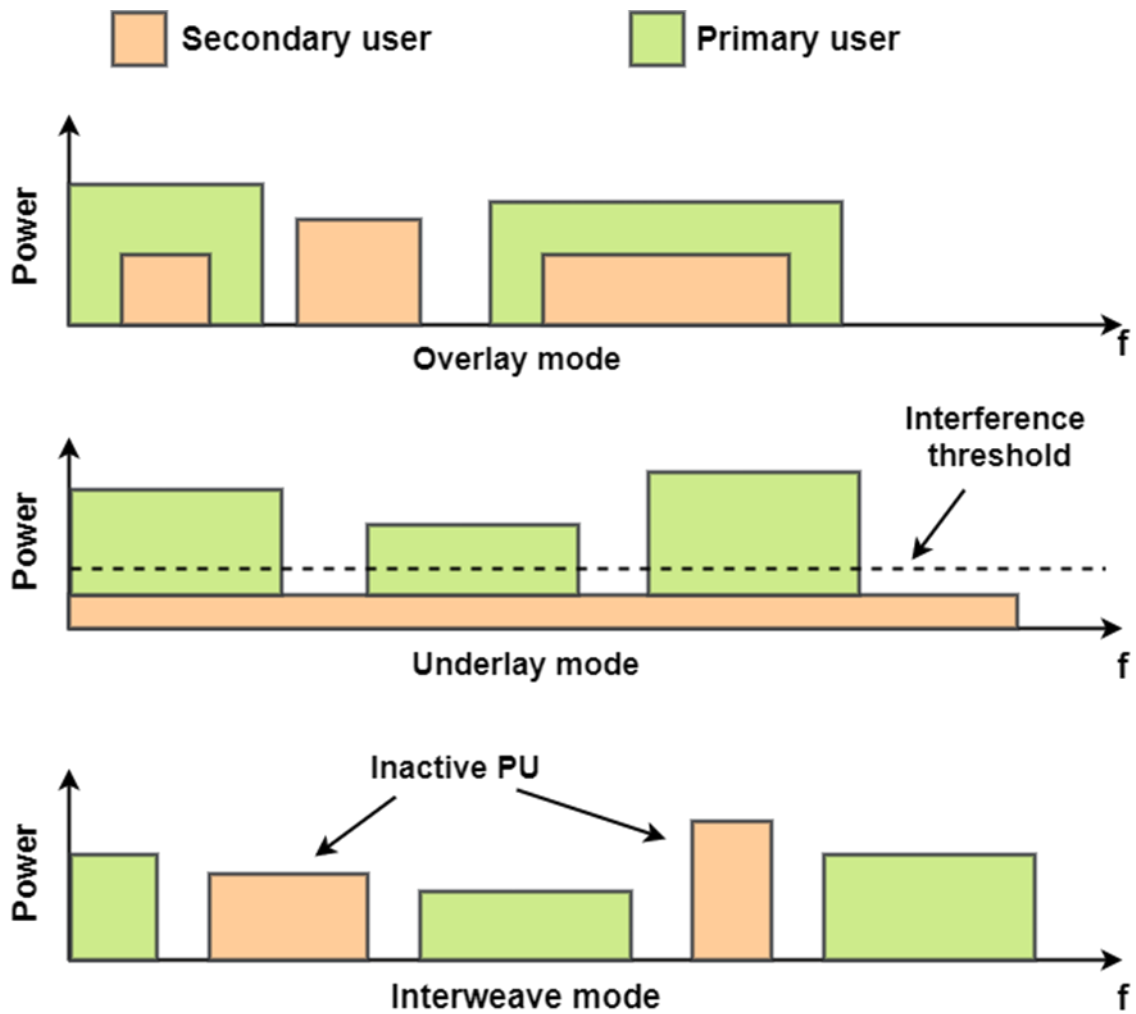 Secondary user
Primary user
Power
f
Overlay mode
Interference
threshold
Power
Underlay mode
f
Inactive PU
Power
Interweave mode
f